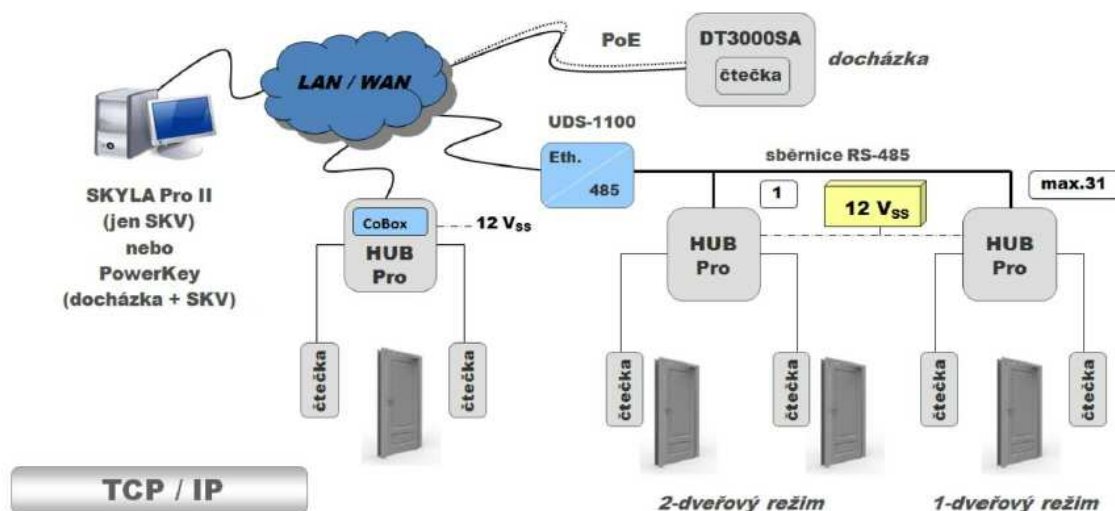 PoE
DT3000SA
čtečka
docházka
LAN / WAN
UDS-1100
Eth.
485
sběrnice RS-485
1
12 VSS
max.31
SKYLA Pro II
(jen SKV)
nebo
PowerKey
(docházka + SKV)
CoBox
HUB
Pro
12 VSS
HUB
Pro
HUB
Pro
čtečka
čtečka
čtečka
čtečka
čtečka
čtečka
TCP / IP
2-dveřový režim
1-dveřový režim